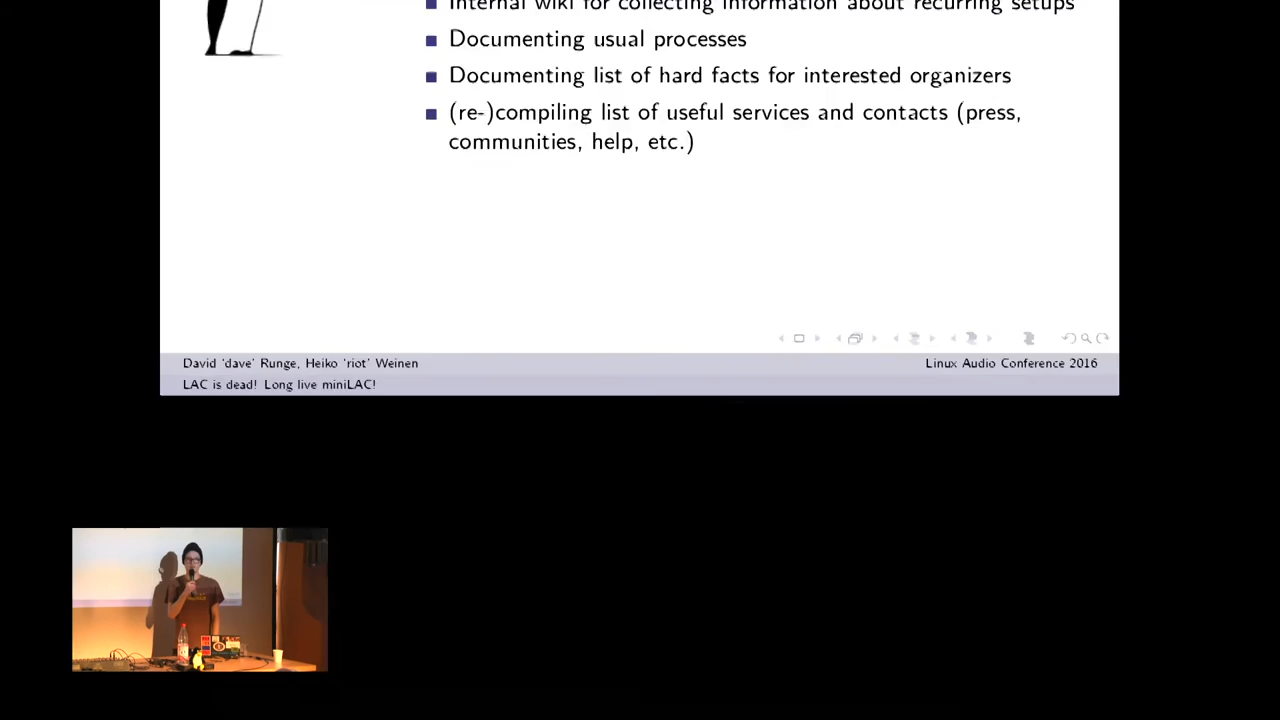 Internal wiki for collecting information about recurring setups
Documenting usual processes
Documenting list of hard facts for interested organizers
(re-)compiling list of useful services and contacts (press,
communities, help, etc.)
David ‘dave’ Runge, Heiko ‘riot’ Weinen
Linux Audio Conference 2016
LAC is dead! Long live miniLAC!